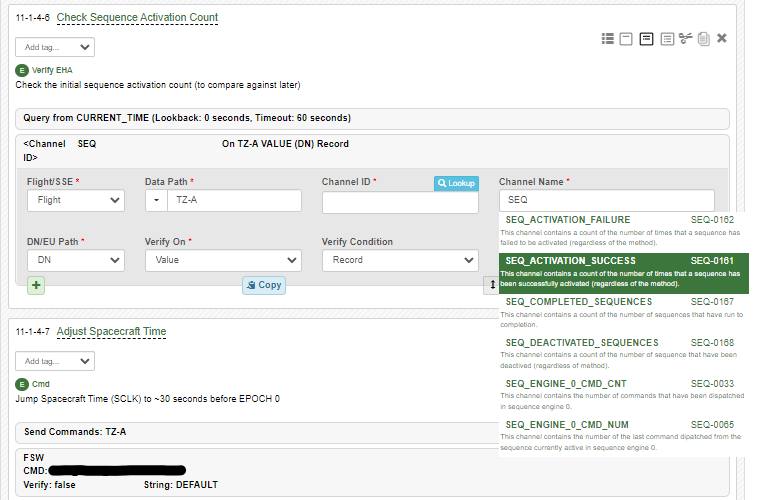 11-1-4-6 Check Sequence Activation Count
Add tag...
E Verify EHA
Check the initial sequence activation count (to compare against later)
Query from CURRENT_TIME (Lookback: 0 seconds, Timeout: 60 seconds)
<Channel ID> SEQ On TZ-A VALUE (DN) Record
Flight/SSE * Data Path * Channel ID * Lookup Channel Name *
Flight TZ-A SEQ
SEQ_ACTIVATION_FAILURE SEQ-0162
This channel contains a count of the number of times that a sequence has
failed to be activated (regardless of the method).
DN/EU Path * Verify On * Verify Condition
DN Value Record
SEQ_ACTIVATION_SUCCESS SEQ-0161
This channel contains a count of the number of times that a sequence has
been successfully activated (regardless of the method).
+ Copy
SEQ_COMPLETED_SEQUENCES SEQ-0167
This channel contains a count of the number of sequences that have run to
completion.
SEQ_DEACTIVATED_SEQUENCES SEQ-0168
This channel contains a count of the number of sequence that have been
deactived (regardless of method).
SEQ_ENGINE_0_CMD_CNT SEQ-0033
This channel contains the number of commands that have been dispatched
in sequence engine 0.
SEQ_ENGINE_0_CMD_NUM SEQ-0065
This channel contains the number of the last command dipatched from the
sequence currently active in sequence engine 0.
11-1-4-7 Adjust Spacecraft Time
Add tag...
E Cmd
Jump Spacecraft Time (SCLK) to ~30 seconds before EPOCH 0
Send Commands: TZ-A
FSW
CMD:
Verify: false String: DEFAULT